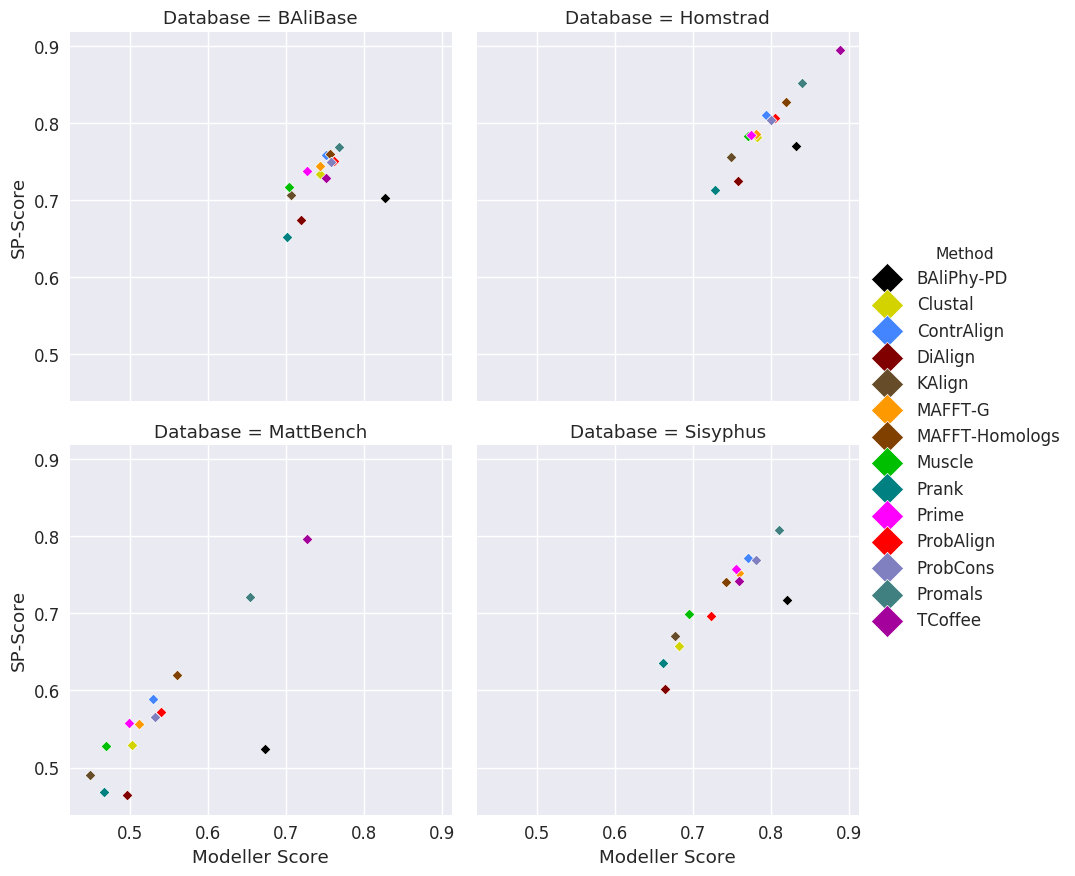 Database = BAliBase
Database = Homstrad
0.9
0.8
0.7
0.6
0.5
SP-Score
Database = MattBench
Database = Sisyphus
0.9
0.8
0.7
0.6
0.5
SP-Score
0.5 0.6 0.7 0.8 0.9
Modeller Score
0.5 0.6 0.7 0.8 0.9
Modeller Score
Method
BAliPhy-PD
Clustal
ContrAlign
DiAlign
KAlign
MAFFT-G
MAFFT-Homologs
Muscle
Prank
Prime
ProbAlign
ProbCons
Promals
TCoffee